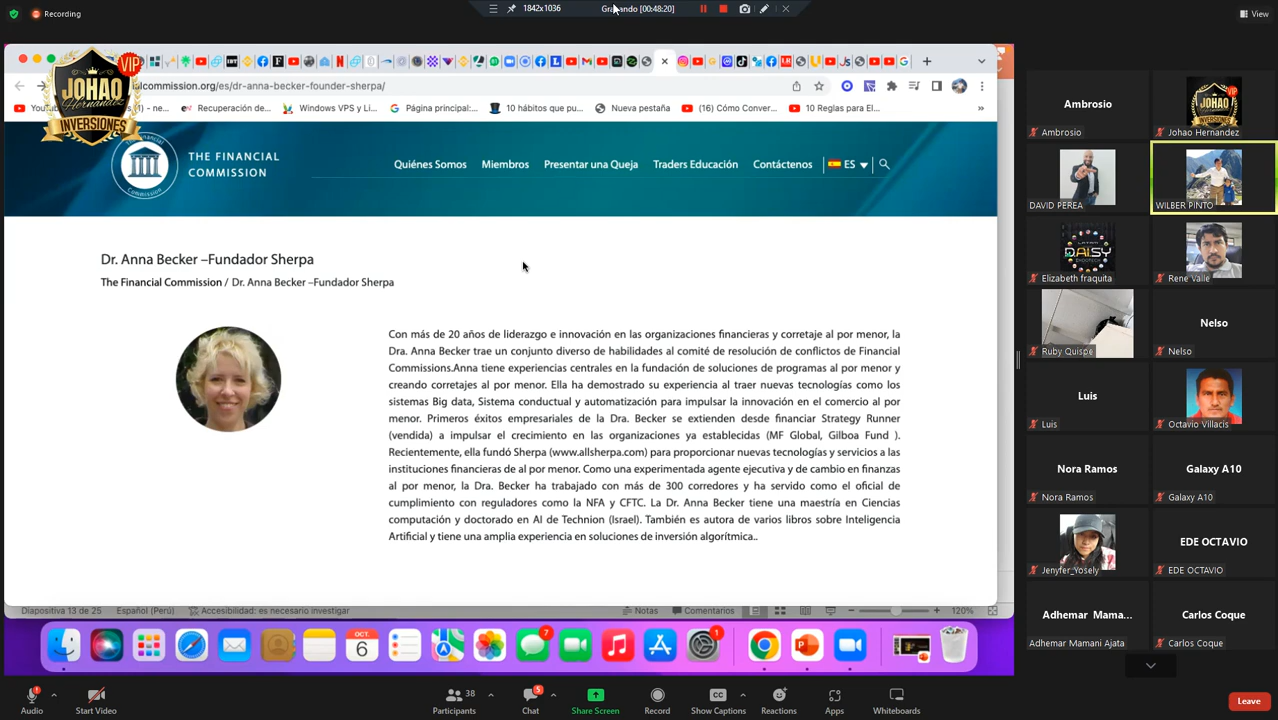 Recording
1842x1036
Grabando [00:48:20]
View
VIP
JOHAO
Hernández
INVERSIONES
alcommission.org/es/dr-anna-becker-founder-sherpa/
(4) - ne...
Recuperación de...
Windows VPS y Li...
Página principal:...
10 hábitos que pu...
Nueva pestaña
(16) Cómo Conver...
10 Reglas para El...
»
THE FINANCIAL
COMMISSION
Quiénes Somos
Miembros
Presentar una Queja
Traders Educación
Contáctenos
ES
Dr. Anna Becker –Fundador Sherpa
The Financial Commission / Dr. Anna Becker –Fundador Sherpa
Con más de 20 años de liderazgo e innovación en las organizaciones financieras y corretaje al por menor, la
Dra. Anna Becker trae un conjunto diverso de habilidades al comité de resolución de conflictos de Financial
Commissions.Anna tiene experiencias centrales en la fundación de soluciones de programas al por menor y
creando corretajes al por menor. Ella ha demostrado su experiencia al traer nuevas tecnologías como los
sistemas Big data, Sistema conductual y automatización para impulsar la innovación en el comercio al por
menor. Primeros éxitos empresariales de la Dra. Becker se extienden desde financiar Strategy Runner
(vendida) a impulsar el crecimiento en las organizaciones ya establecidas (MF Global, Gilboa Fund ).
Recientemente, ella fundó Sherpa (www.allsherpa.com) para proporcionar nuevas tecnologías y servicios a las
instituciones financieras de al por menor. Como una experimentada agente ejecutiva y de cambio en finanzas
al por menor, la Dra. Becker ha trabajado con más de 300 corredores y ha servido como el oficial de
cumplimiento con reguladores como la NFA y CFTC. La Dr. Anna Becker tiene una maestría en Ciencias
computación y doctorado en AI de Technion (Israel). También es autora de varios libros sobre Inteligencia
Artificial y tiene una amplia experiencia en soluciones de inversión algorítmica..
Diapositiva 13 de 25
Español (Perú)
Accesibilidad: es necesario investigar
Notas
Comentarios
120%
OCT.
6
7
1
Ambrosio
Ambrosio
Johao Hernandez
DAVID PEREA
WILBER PINTO
DAISY
Elizabeth fraquita
Rene Valle
Ruby Quispe
Nelso
Nelso
Luis
Luis
Octavio Villacis
Nora Ramos
Nora Ramos
Galaxy A10
Galaxy A10
Jenyfer_Yosely
EDE OCTAVIO
EDE OCTAVIO
Adhemar Mama...
Adhemar Mamani Ajata
Carlos Coque
Carlos Coque
Audio
Start Video
38
Participants
5
Chat
Share Screen
Record
CC
Show Captions
Reactions
Apps
Whiteboards
Leave